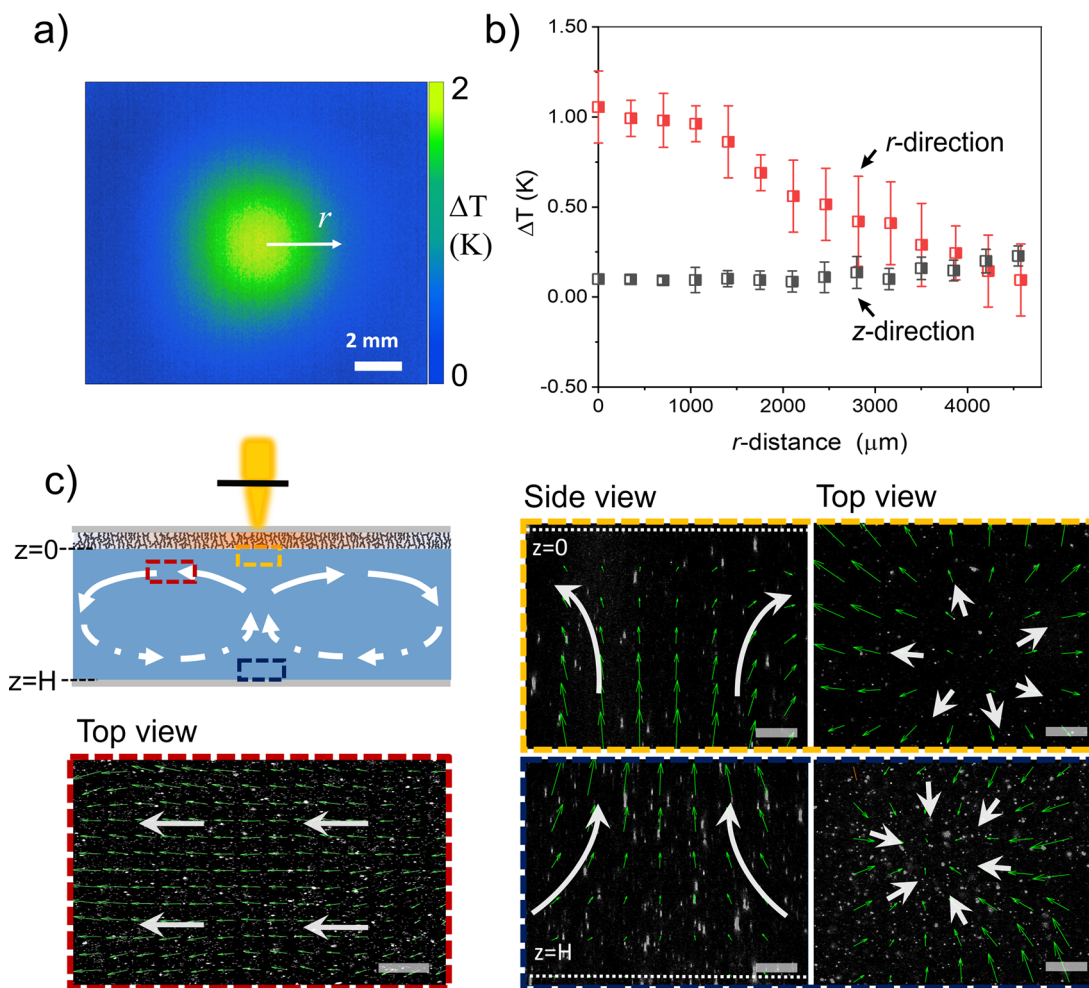 a)
2
ΔT
(K)
0
r
2 mm
b)
1.50
1.00
0.50
0.00
-0.50
ΔT (K)
r-direction
z-direction
0
1000
2000
3000
4000
r-distance (μm)
c)
z=0
z=H
Top view
Side view
Top view
z=0
z=H